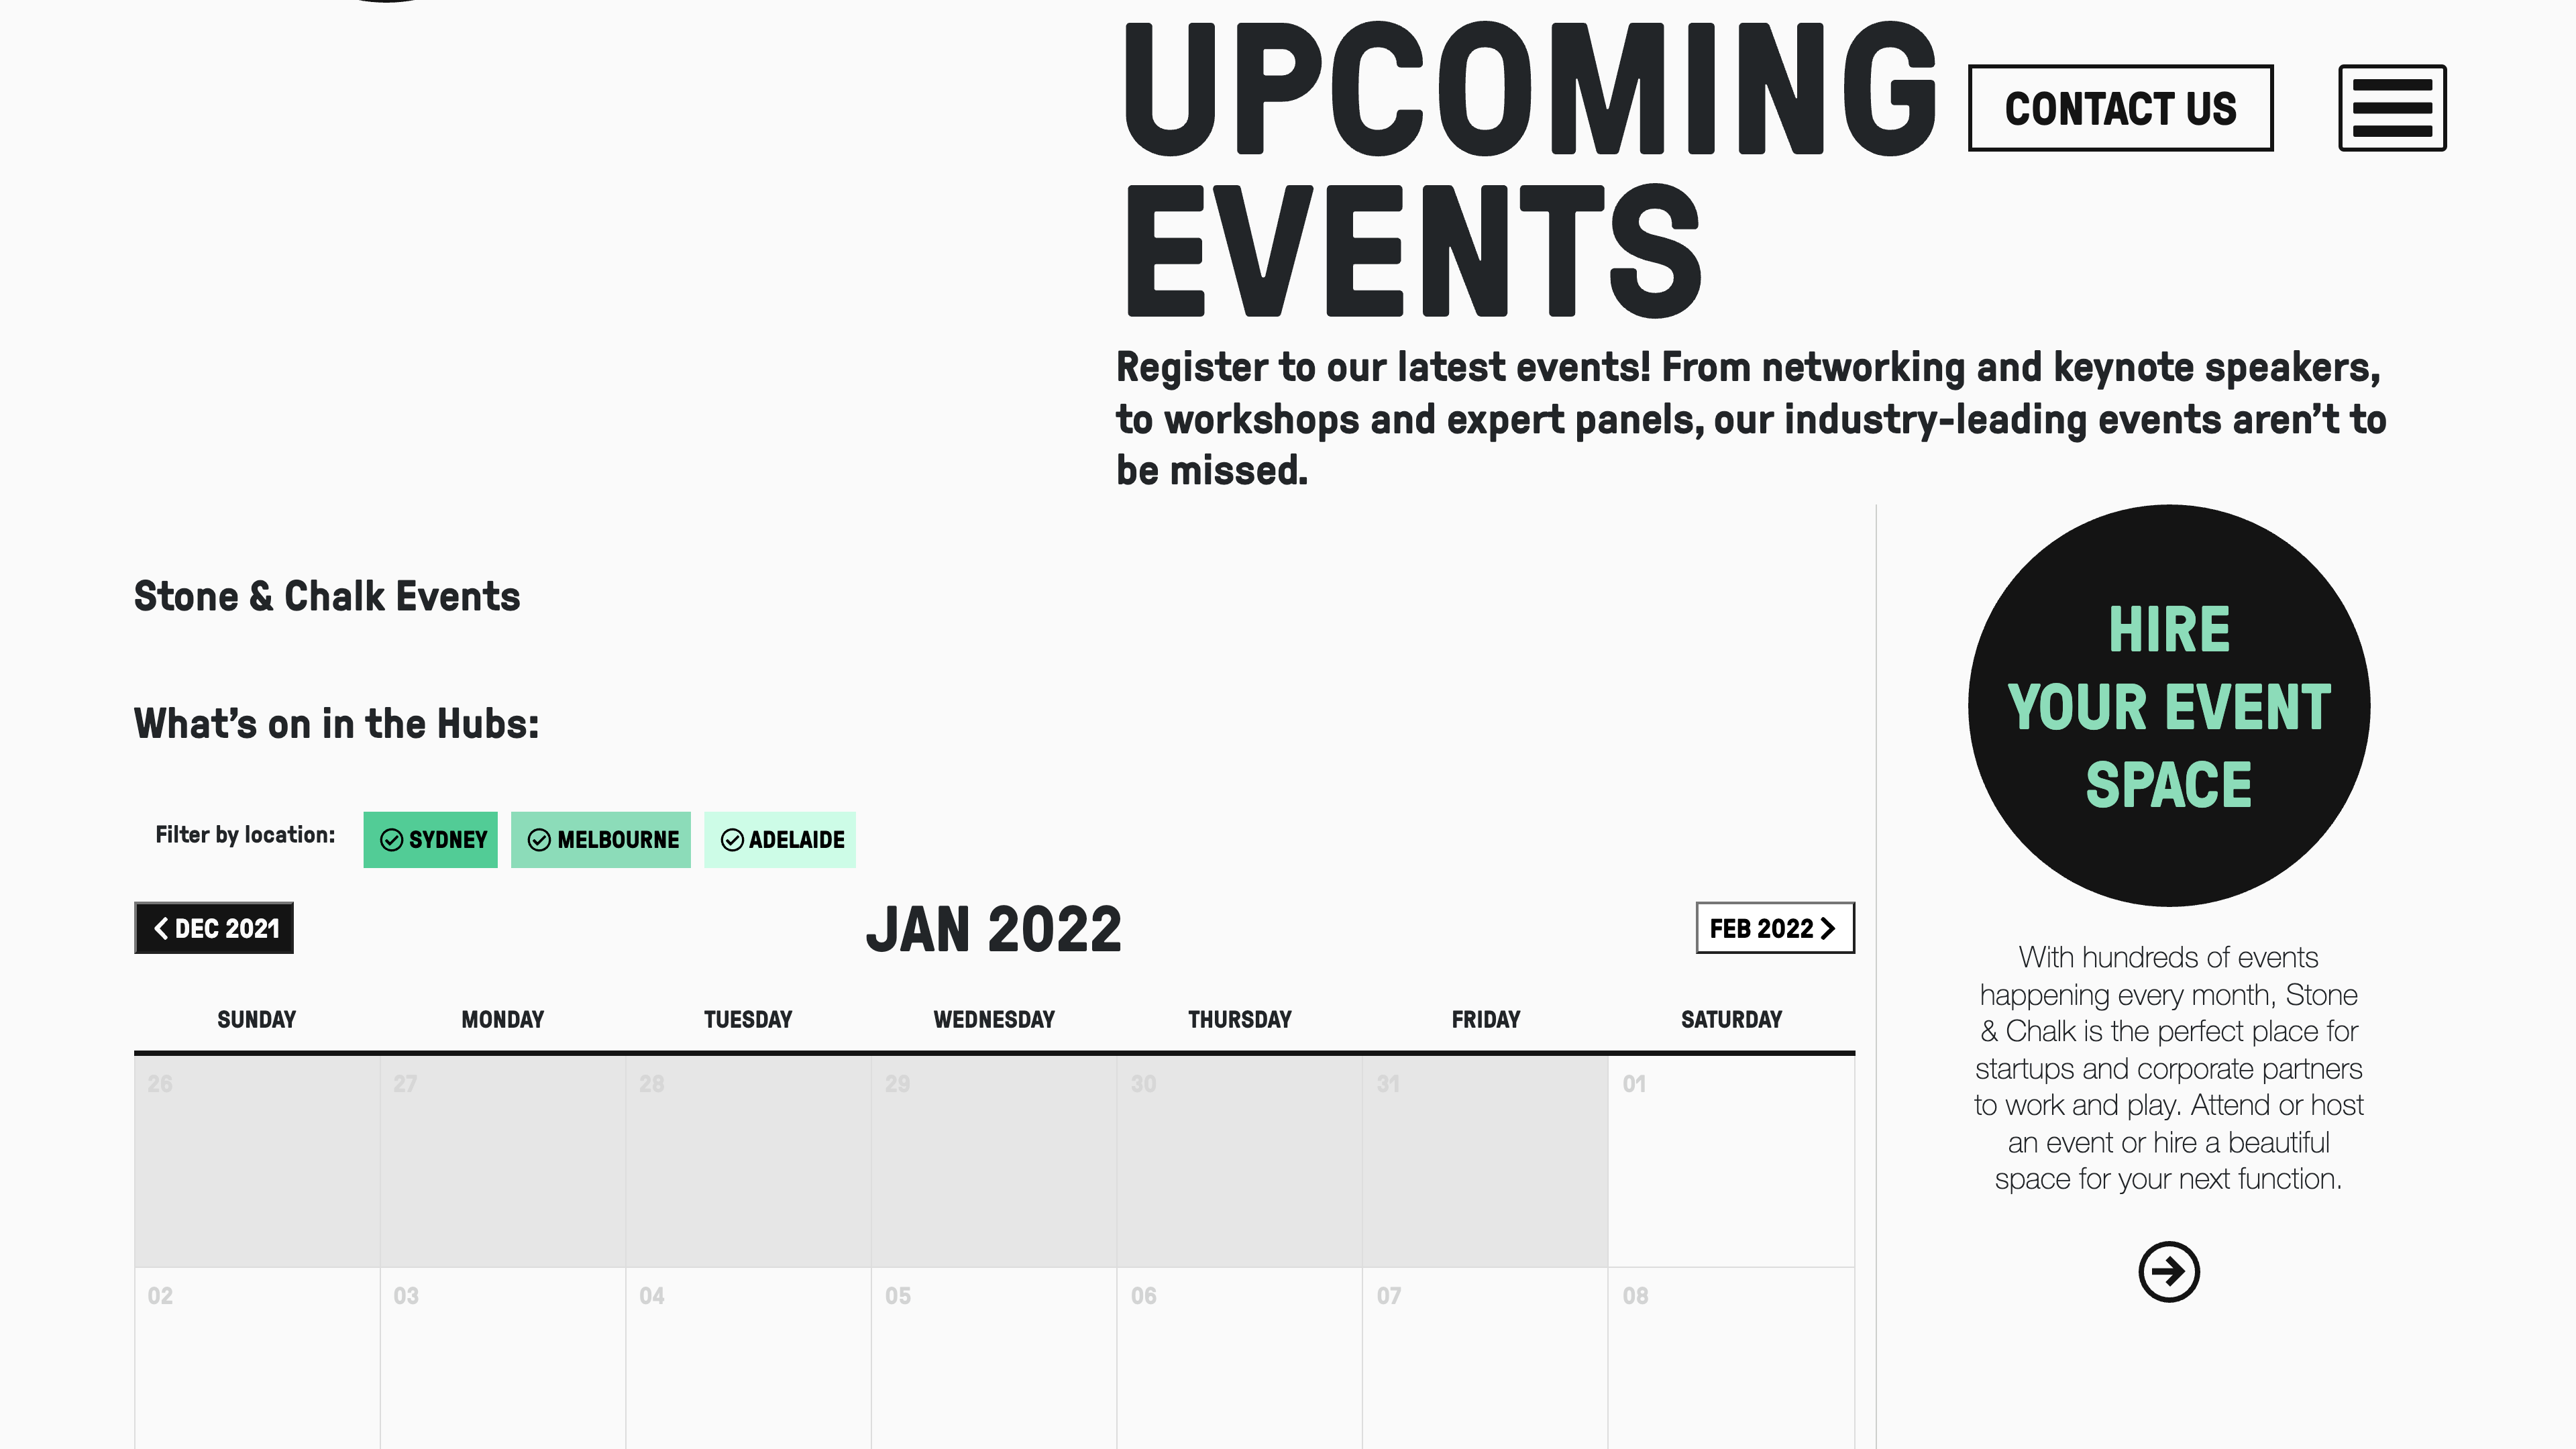 UPCOMING
EVENTS
CONTACT US
Register to our latest events! From networking and keynote speakers,
to workshops and expert panels, our industry-leading events aren’t to
be missed.
Stone & Chalk Events
What’s on in the Hubs:
Filter by location:
SYDNEY
MELBOURNE
ADELAIDE
DEC 2021
JAN 2022
FEB 2022
SUNDAY MONDAY TUESDAY WEDNESDAY THURSDAY FRIDAY SATURDAY
26 27 28 29 30 31 01
02 03 04 05 06 07 08
HIRE
YOUR EVENT
SPACE
With hundreds of events
happening every month, Stone
& Chalk is the perfect place for
startups and corporate partners
to work and play. Attend or host
an event or hire a beautiful
space for your next function.